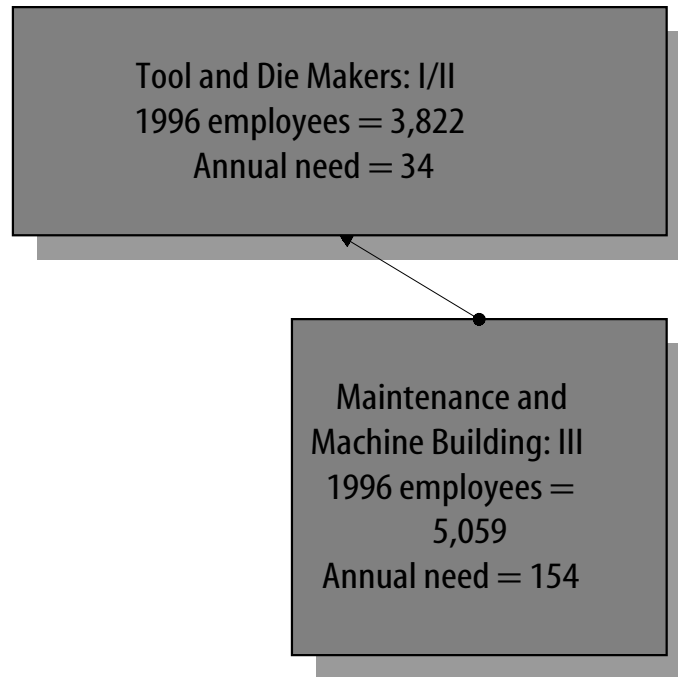 Tool and Die Makers: I/II
1996 employees = 3,822
Annual need = 34
Maintenance and
Machine Building: III
1996 employees =
5,059
Annual need = 154